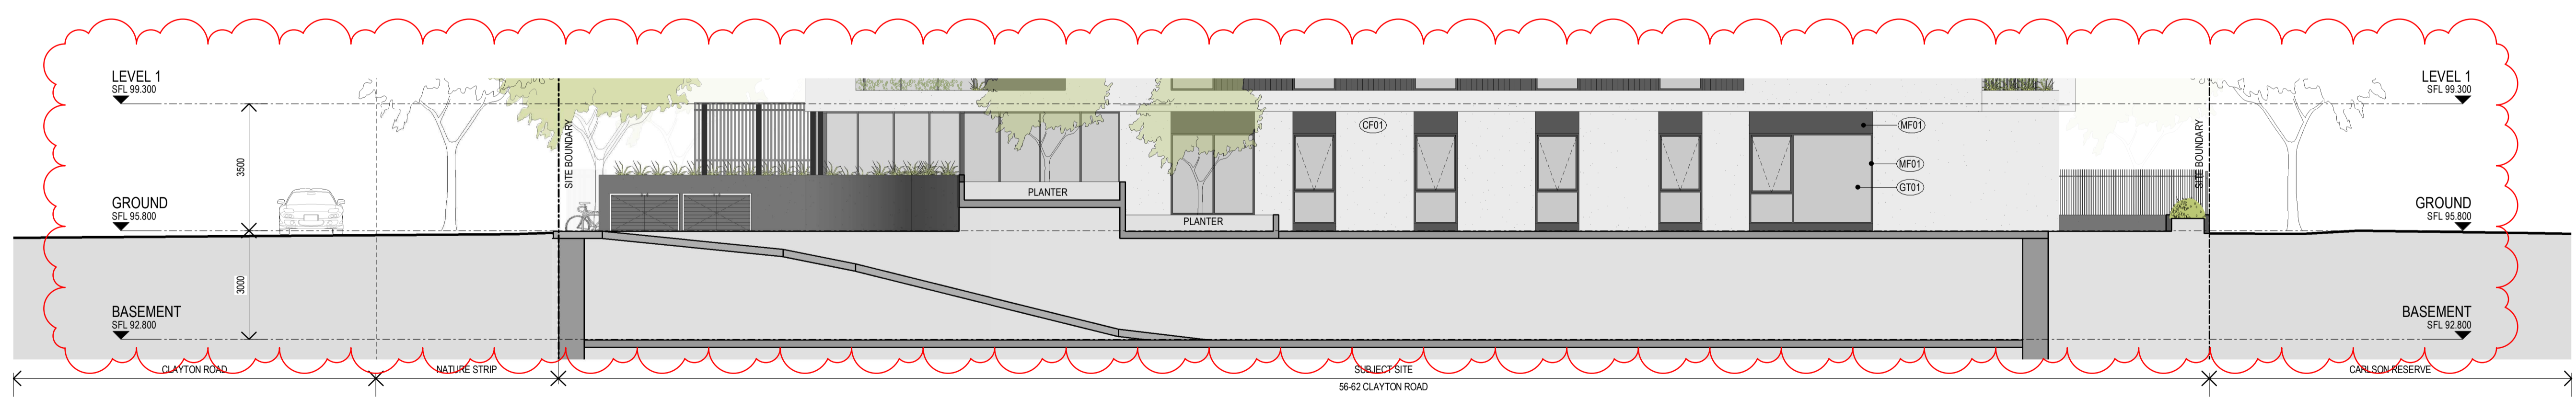 LEVEL 1
SFL 99.300
LEVEL 1
SFL 99.300
3500
SITE BOUNDARY
CF01
MF01
MF01
GT01
SITE BOUNDARY
PLANTER
PLANTER
GROUND
SFL 95.800
GROUND
SFL 95.800
3000
BASEMENT
SFL 92.800
BASEMENT
SFL 92.800
CLAYTON ROAD
NATURE STRIP
SUBJECT SITE
CARLSON RESERVE
56-62 CLAYTON ROAD